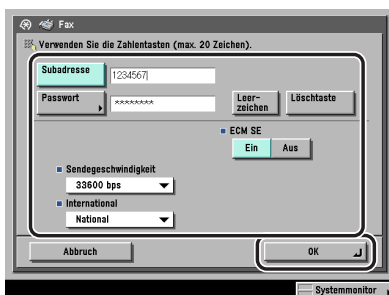 Fax
Verwenden Sie die Zahlentasten (max. 20 Zeichen).
Subadresse 1234567
Passwort ******** Leer-zeichen Löschtaste
ECM SE
Ein Aus
Sendegeschwindigkeit
33600 bps
International
National
Abbruch OK
Systemmonitor